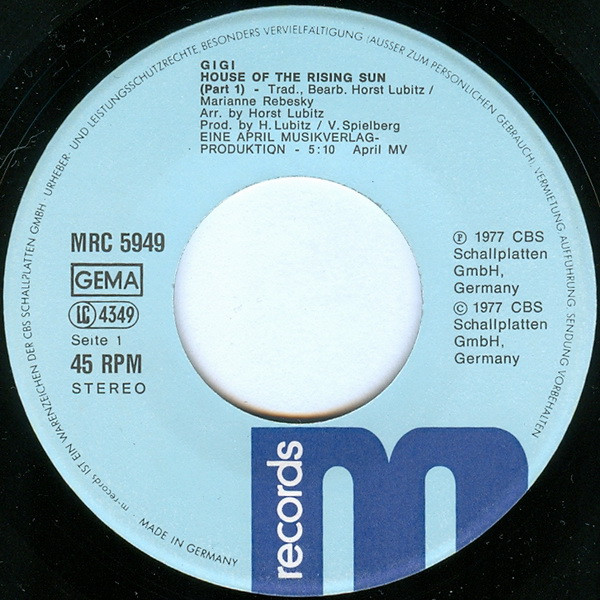 GIGI
HOUSE OF THE RISING SUN
(Part 1) - Trad., Bearb. Horst Lubitz /
Marianne Rebesky
Arr. by Horst Lubitz
Prod. by H. Lubitz / V. Spielberg
EINE APRIL MUSIKVERLAG-
PRODUKTION - 5:10 April MV
MRC 5949
GEMA
LC 4349
Seite 1
45 RPM
STEREO
Ⓟ 1977 CBS
Schallplatten
GmbH,
Germany
© 1977 CBS
Schallplatten
GmbH,
Germany
m-records IST EIN WARENZEICHEN DER CBS SCHALLPLATTEN GMBH · URHEBER- UND LEISTUNGSSCHUTZRECHTE, BESONDERS VERVIELFÄLTIGUNG (AUSSER ZUM PERSÖNLICHEN GEBRAUCH), VERMIETUNG AUFFÜHRUNG, SENDUNG VORBEHALTEN
MADE IN GERMANY
m records